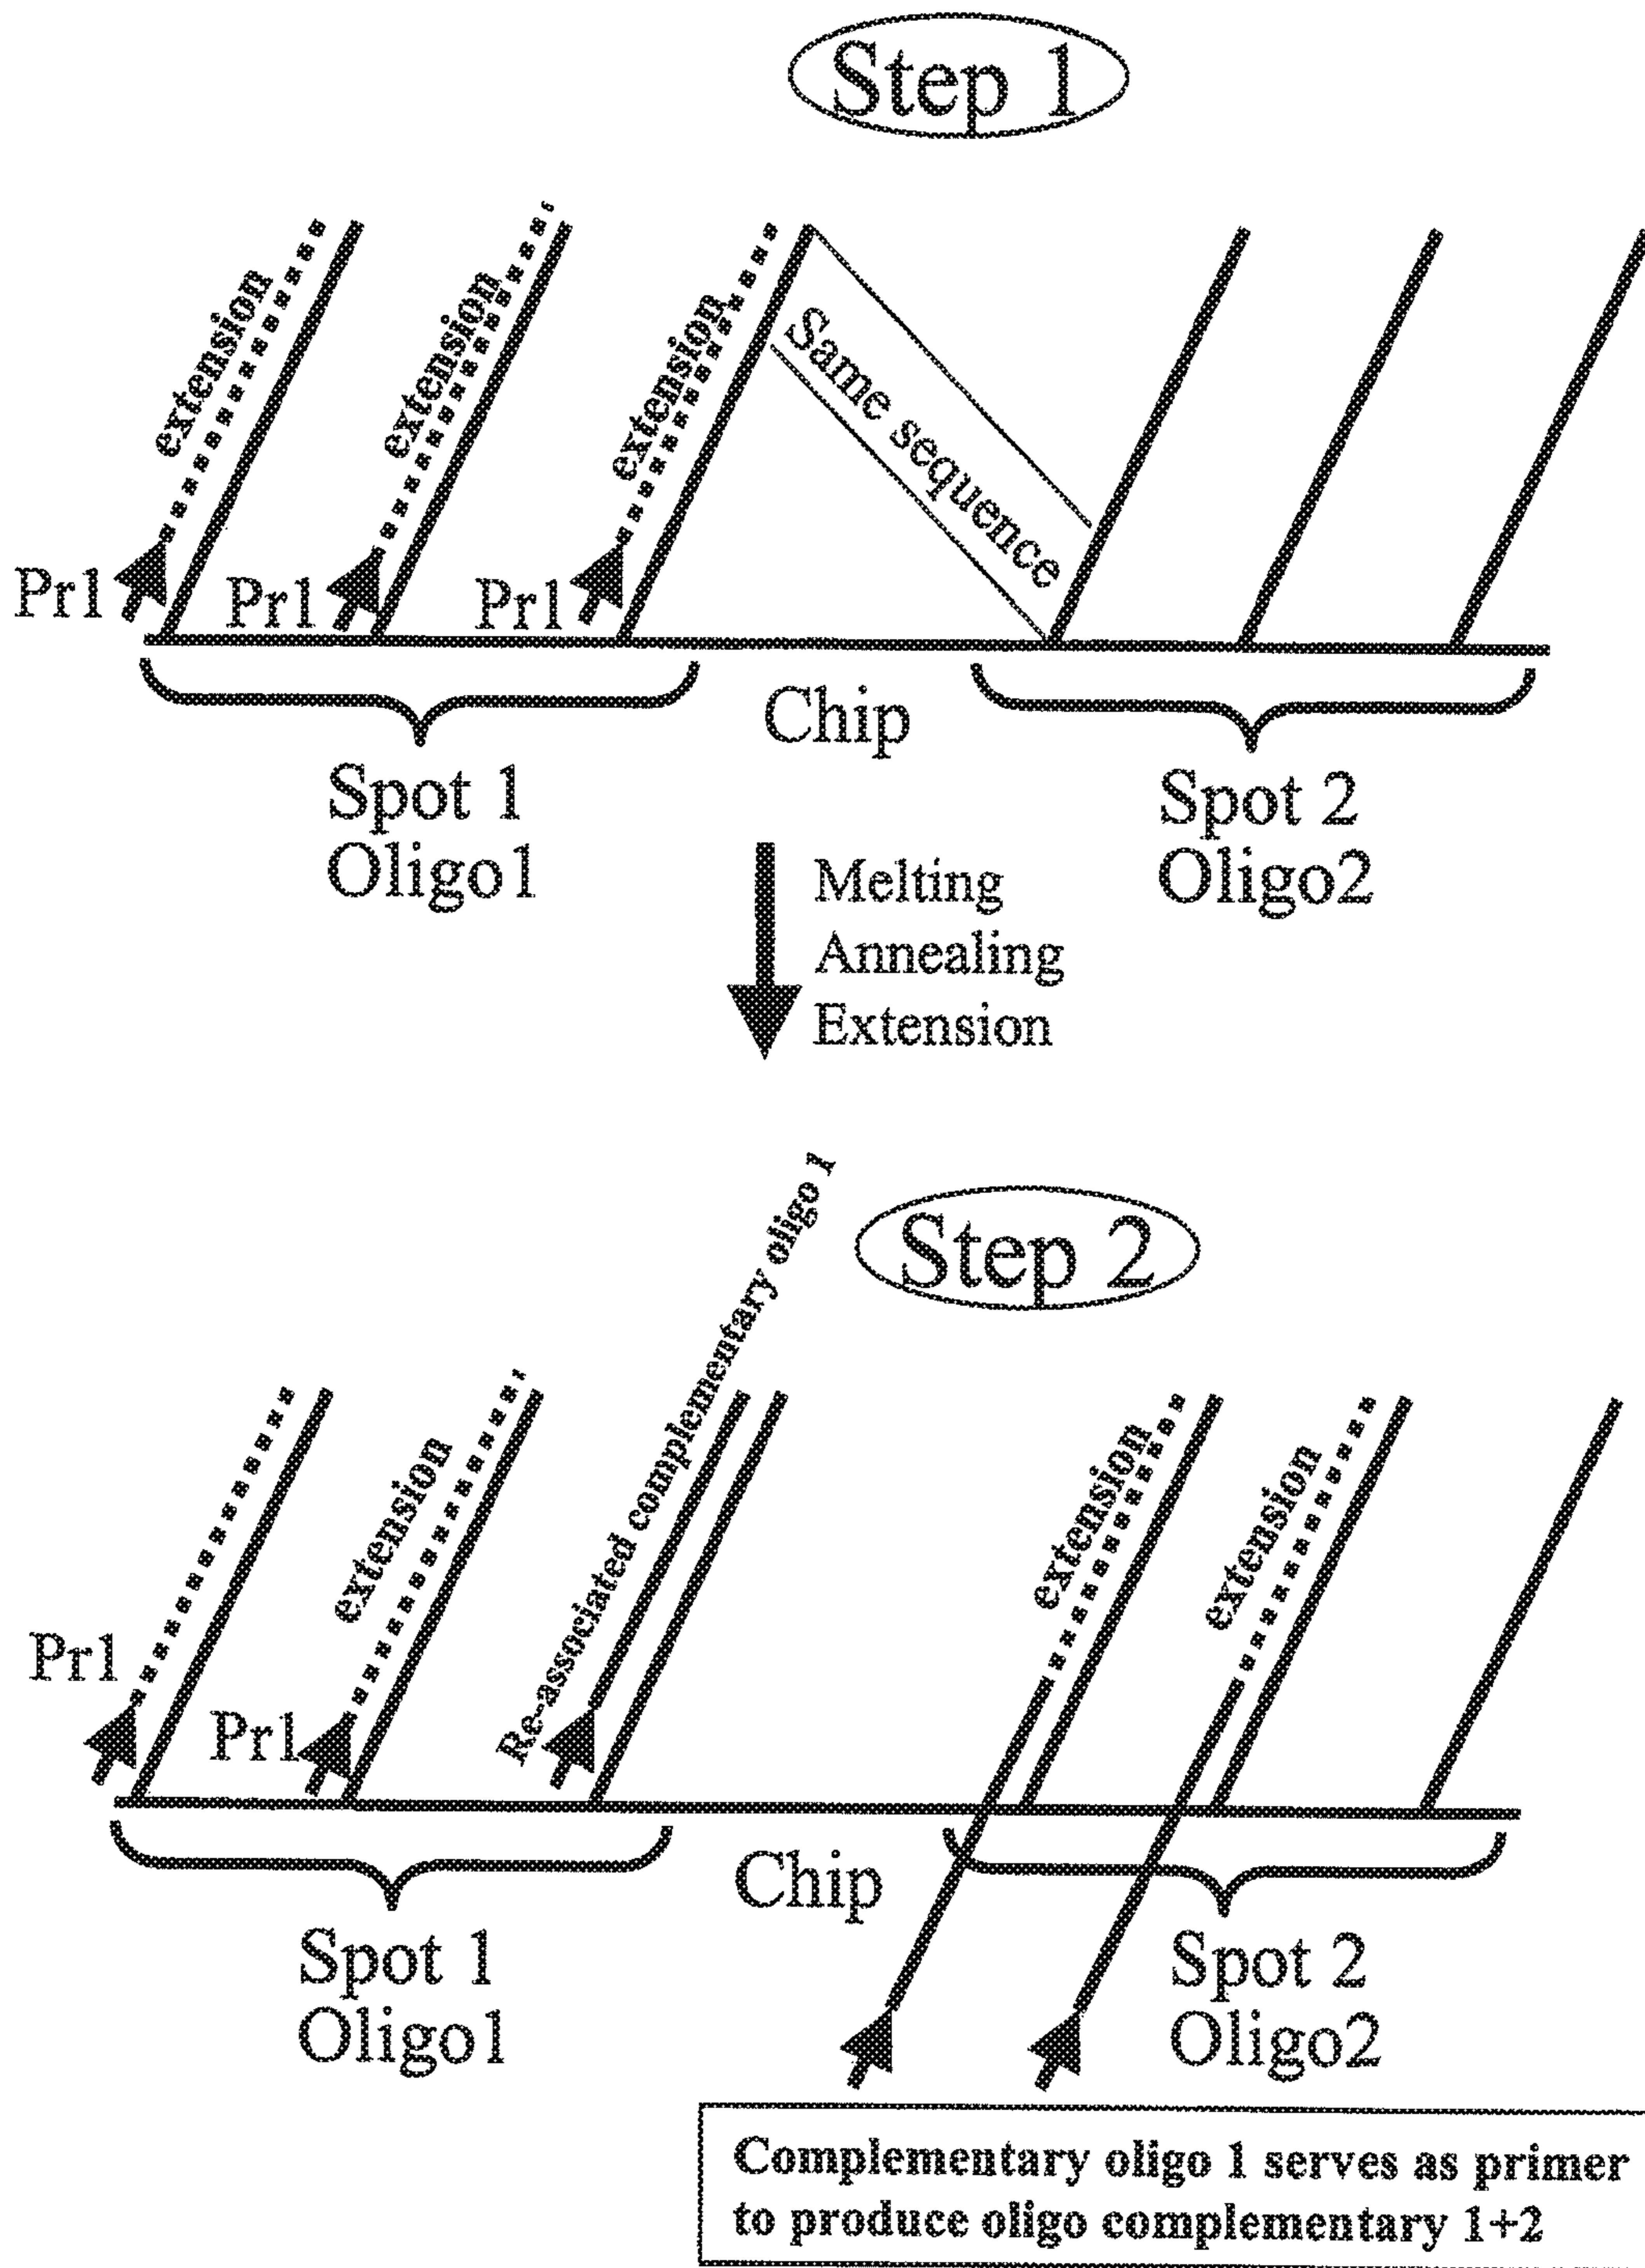 Step 1
extension
extension
extension
Same sequence
Pr1
Pr1
Pr1
Chip
Spot 1
Oligo1
Spot 2
Oligo2
Melting
Annealing
Extension
Step 2
Re-associated complementary oligo 1
extension
extension
extension
Pr1
Pr1
Chip
Spot 1
Oligo1
Spot 2
Oligo2
Complementary oligo 1 serves as primer
to produce oligo complementary 1+2